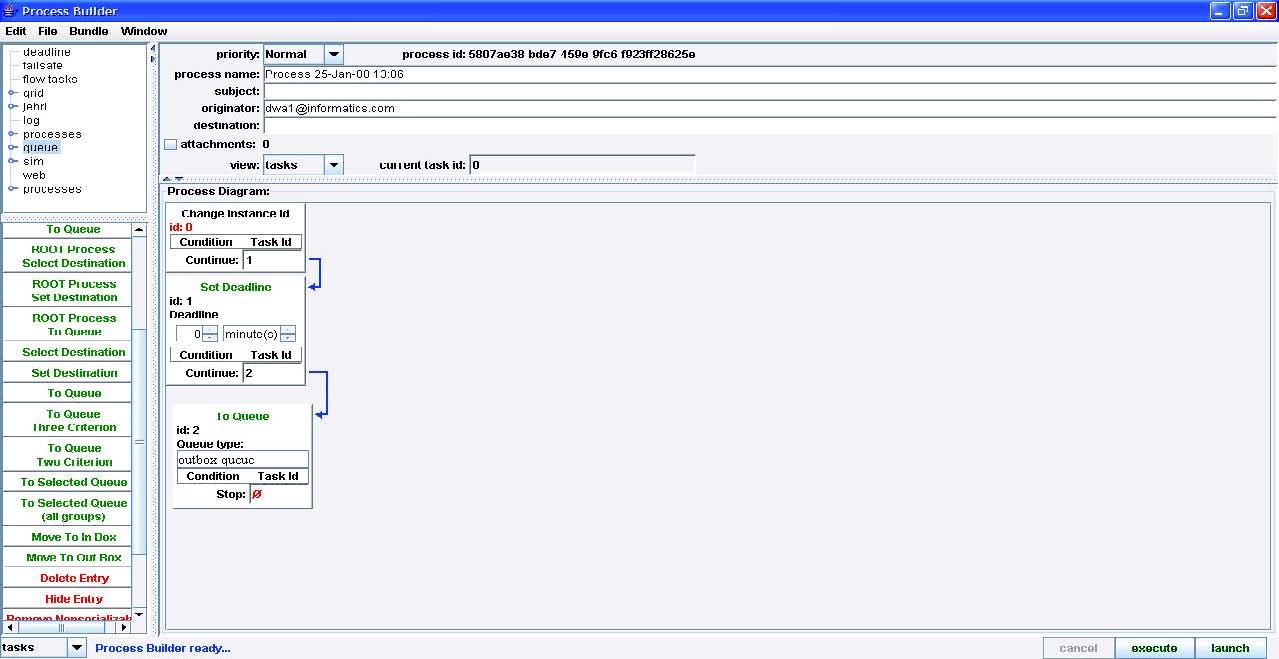 Process Builder
Edit File Bundle Window
deadline
failsafe
flow tasks
grid
jehri
log
processes
queue
sim
web
processes
priority: Normal process id: 5807ae38 bde7 459e 9fc6 f923ff28625e
process name: Process 25-Jan-00 13:06
subject:
originator: dwa1@informatics.com
destination:
attachments: 0
view: tasks current task id: 0
Process Diagram:
To Queue
ROOT Process
Select Destination
ROOT Process
Set Destination
ROOT Process
To Queue
Select Destination
Set Destination
To Queue
To Queue
Three Criterion
To Queue
Two Criterion
To Selected Queue
To Selected Queue
(all groups)
Move To In Box
Move To Out Box
Delete Entry
Hide Entry
Remove Nonserializab
Change Instance Id
id: 0
Condition Task Id
Continue: 1
Set Deadline
id: 1
Deadline
0 minute(s)
Condition Task Id
Continue: 2
To Queue
id: 2
Queue type:
outbox queue
Condition Task Id
Stop: Ø
tasks Process Builder ready... cancel execute launch